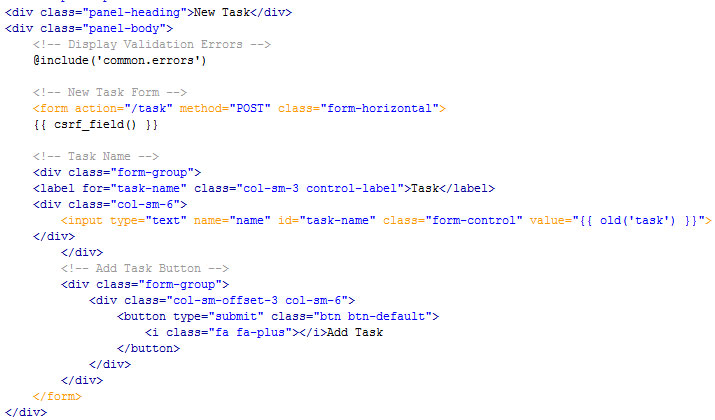 <div class="panel-heading">New Task</div>
<div class="panel-body">
<!-- Display Validation Errors -->
@include('common.errors')
<!-- New Task Form -->
<form action="/task" method="POST" class="form-horizontal">
{{ csrf_field() }}
<!-- Task Name -->
<div class="form-group">
<label for="task-name" class="col-sm-3 control-label">Task</label>
<div class="col-sm-6">
<input type="text" name="name" id="task-name" class="form-control" value="{{ old('task') }}">
</div>
</div>
<!-- Add Task Button -->
<div class="form-group">
<div class="col-sm-offset-3 col-sm-6">
<button type="submit" class="btn btn-default">
<i class="fa fa-plus"></i>Add Task
</button>
</div>
</div>
</form>
</div>